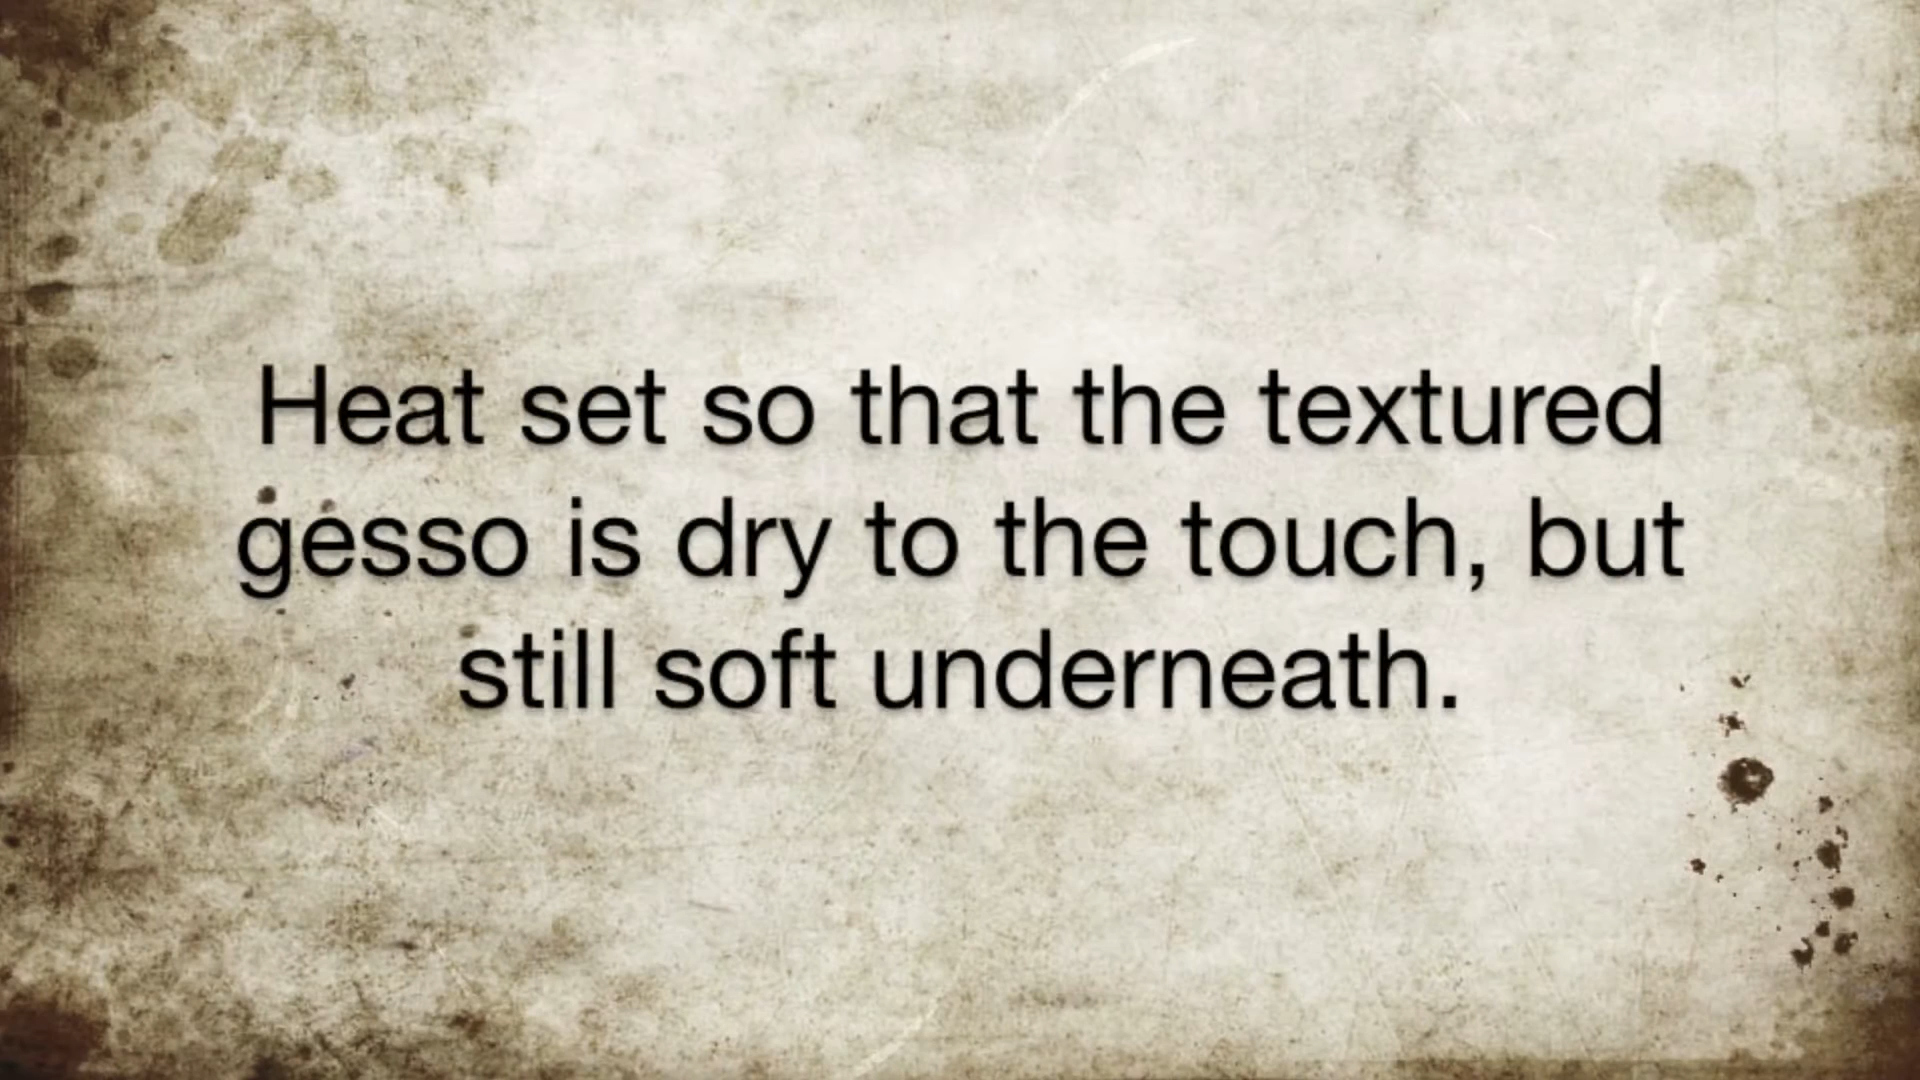 Heat set so that the textured
gesso is dry to the touch, but
still soft underneath.